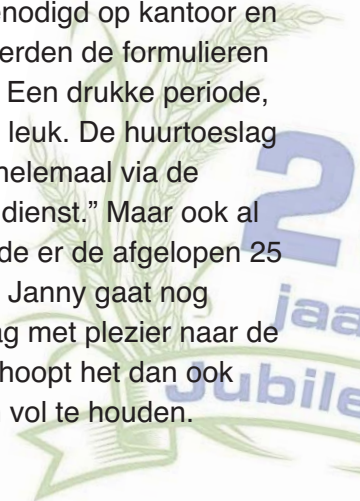 enodigd op kantoor en
erden de formulieren
Een drukke periode,
leuk. De huurtoeslag
helemaal via de
dienst.” Maar ook al
de er de afgelopen 25
Janny gaat nog
ag met plezier naar de
hoopt het dan ook
vol te houden.
2
jaa
Jubile